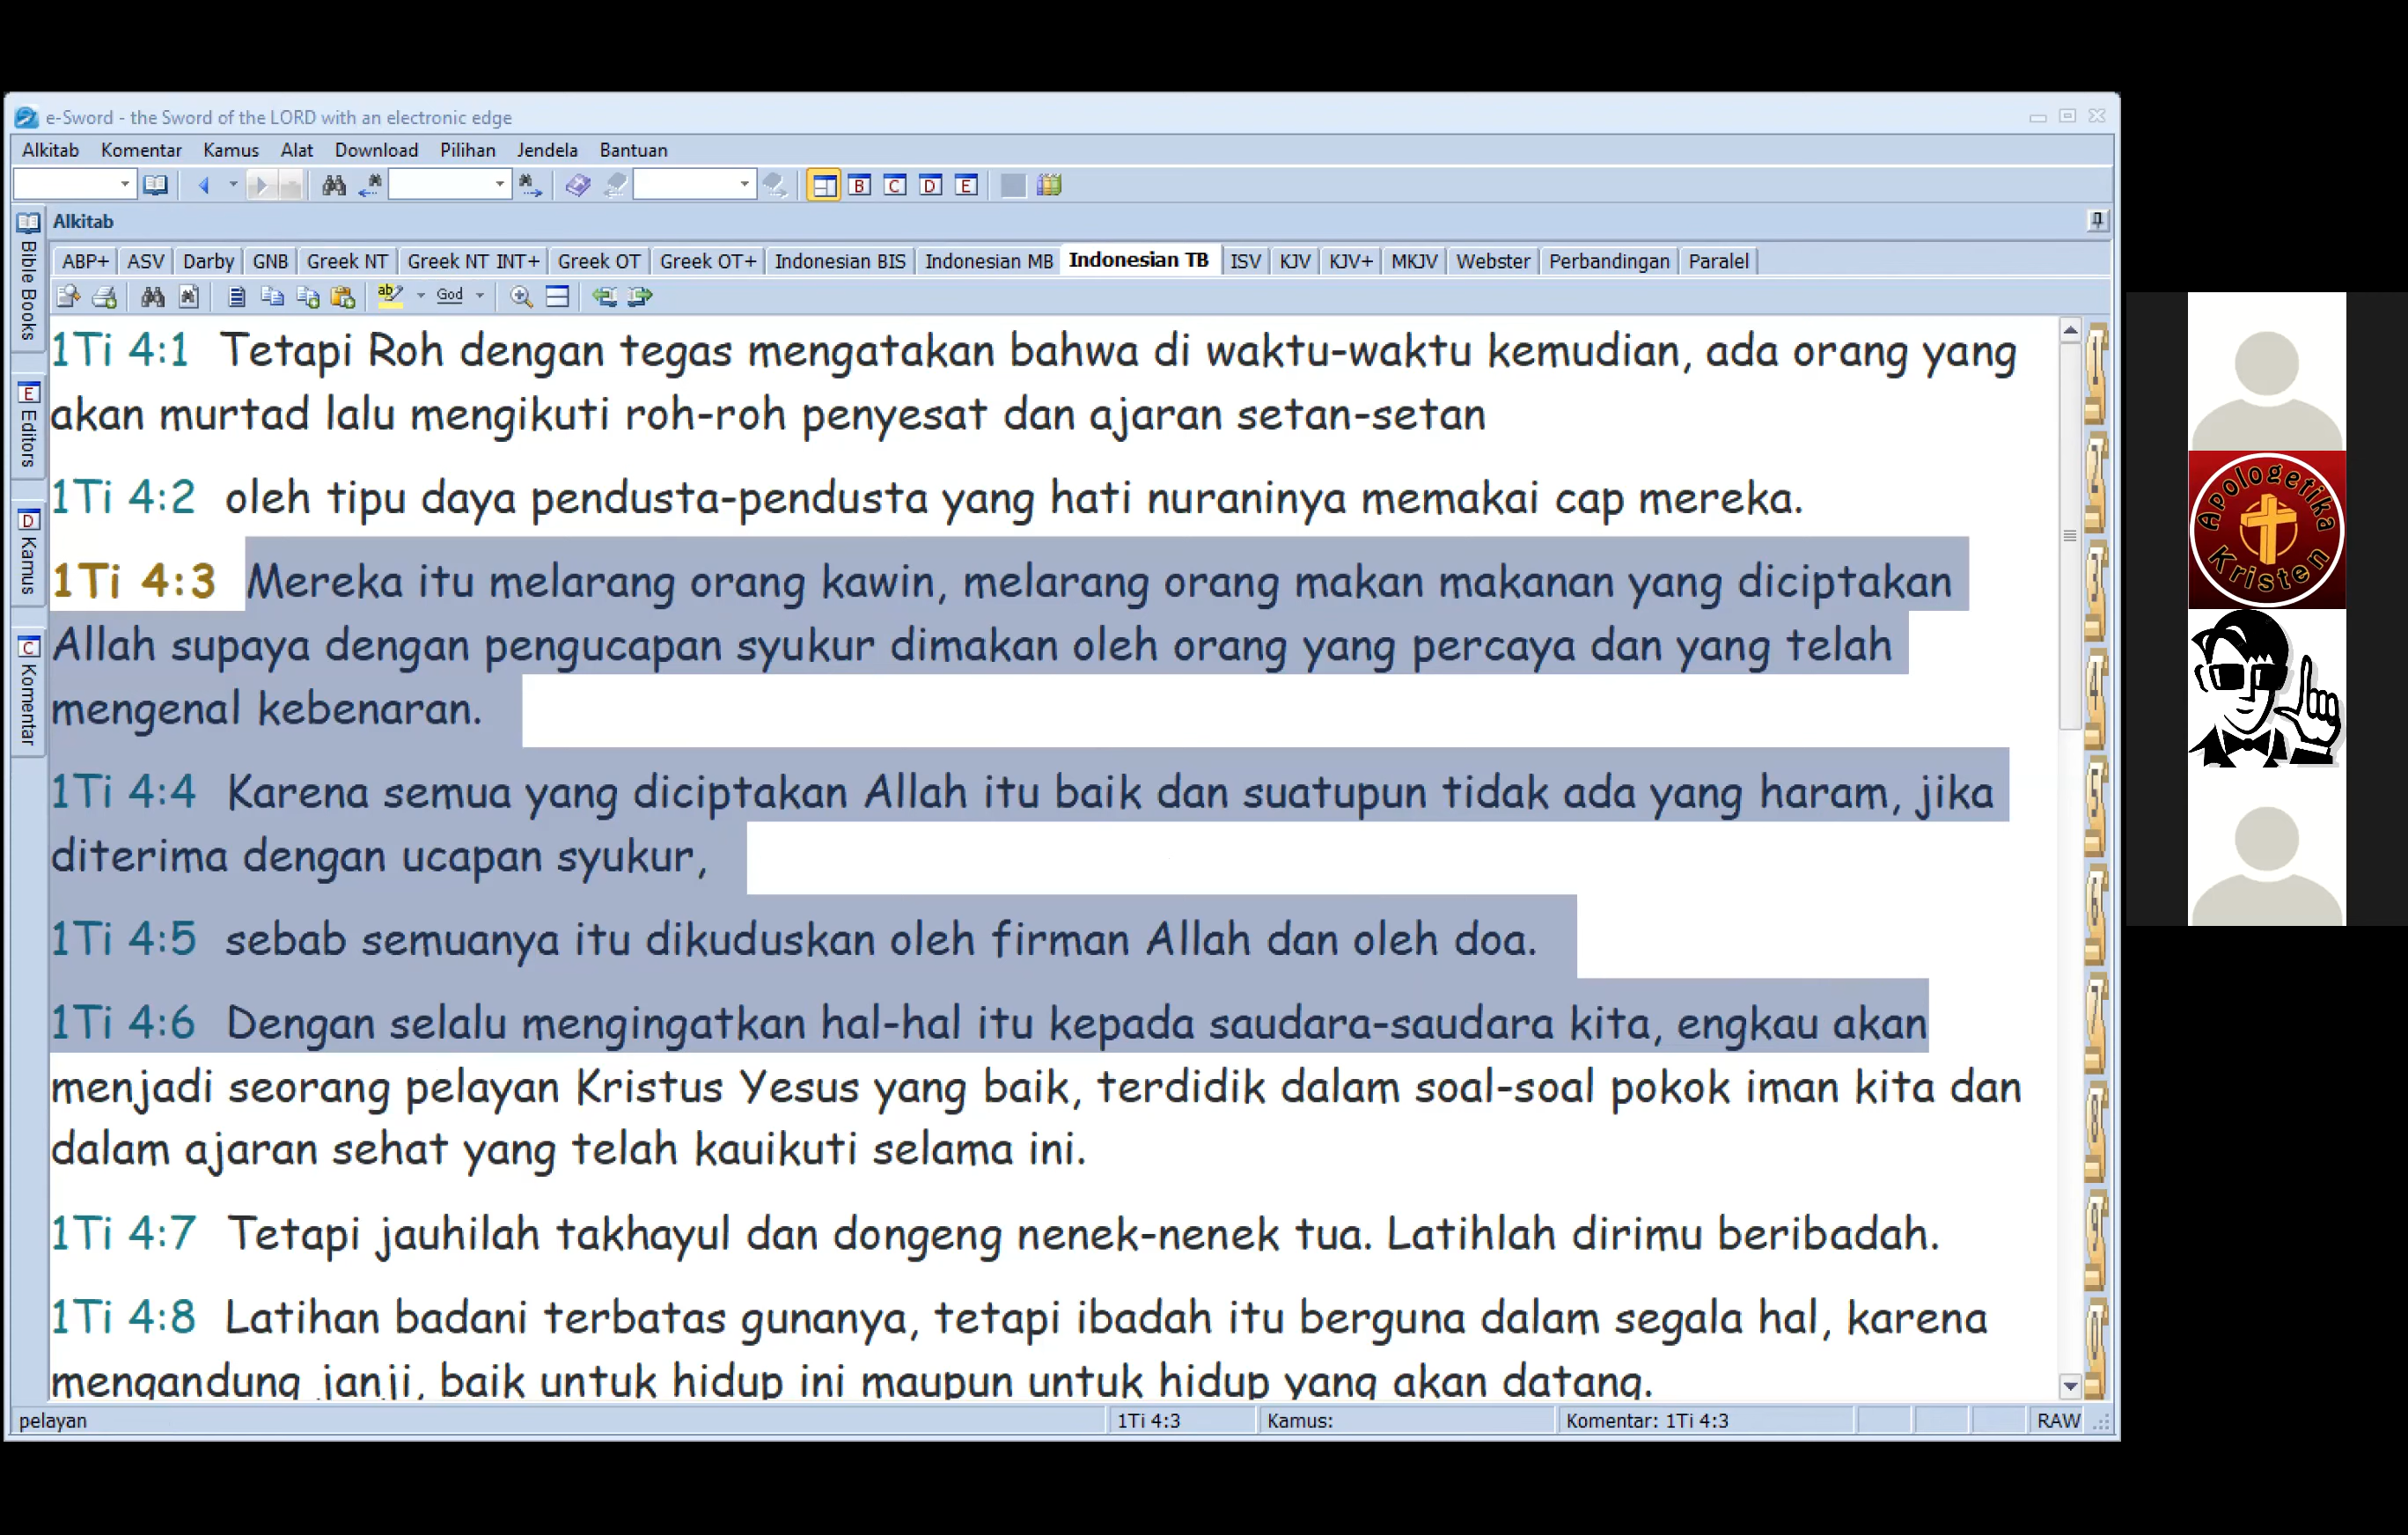 e-Sword - the Sword of the LORD with an electronic edge
Alkitab Komentar Kamus Alat Download Pilihan Jendela Bantuan
B C D E
Alkitab
ABP+ ASV Darby GNB Greek NT Greek NT INT+ Greek OT Greek OT+ Indonesian BIS Indonesian MB Indonesian TB ISV KJV KJV+ MKJV Webster Perbandingan Paralel
ab God
Bible Books
E Editors
D Kamus
C Komentar
1Ti 4:1 Tetapi Roh dengan tegas mengatakan bahwa di waktu-waktu kemudian, ada orang yang
akan murtad lalu mengikuti roh-roh penyesat dan ajaran setan-setan
1Ti 4:2 oleh tipu daya pendusta-pendusta yang hati nuraninya memakai cap mereka.
1Ti 4:3 Mereka itu melarang orang kawin, melarang orang makan makanan yang diciptakan
Allah supaya dengan pengucapan syukur dimakan oleh orang yang percaya dan yang telah
mengenal kebenaran.
1Ti 4:4 Karena semua yang diciptakan Allah itu baik dan suatupun tidak ada yang haram, jika
diterima dengan ucapan syukur,
1Ti 4:5 sebab semuanya itu dikuduskan oleh firman Allah dan oleh doa.
1Ti 4:6 Dengan selalu mengingatkan hal-hal itu kepada saudara-saudara kita, engkau akan
menjadi seorang pelayan Kristus Yesus yang baik, terdidik dalam soal-soal pokok iman kita dan
dalam ajaran sehat yang telah kauikuti selama ini.
1Ti 4:7 Tetapi jauhilah takhayul dan dongeng nenek-nenek tua. Latihlah dirimu beribadah.
1Ti 4:8 Latihan badani terbatas gunanya, tetapi ibadah itu berguna dalam segala hal, karena
mengandung janji, baik untuk hidup ini maupun untuk hidup yang akan datang.
1
2
3
4
5
6
7
8
9
0
pelayan 1Ti 4:3 Kamus: Komentar: 1Ti 4:3 RAW
Apologetika
Kristen